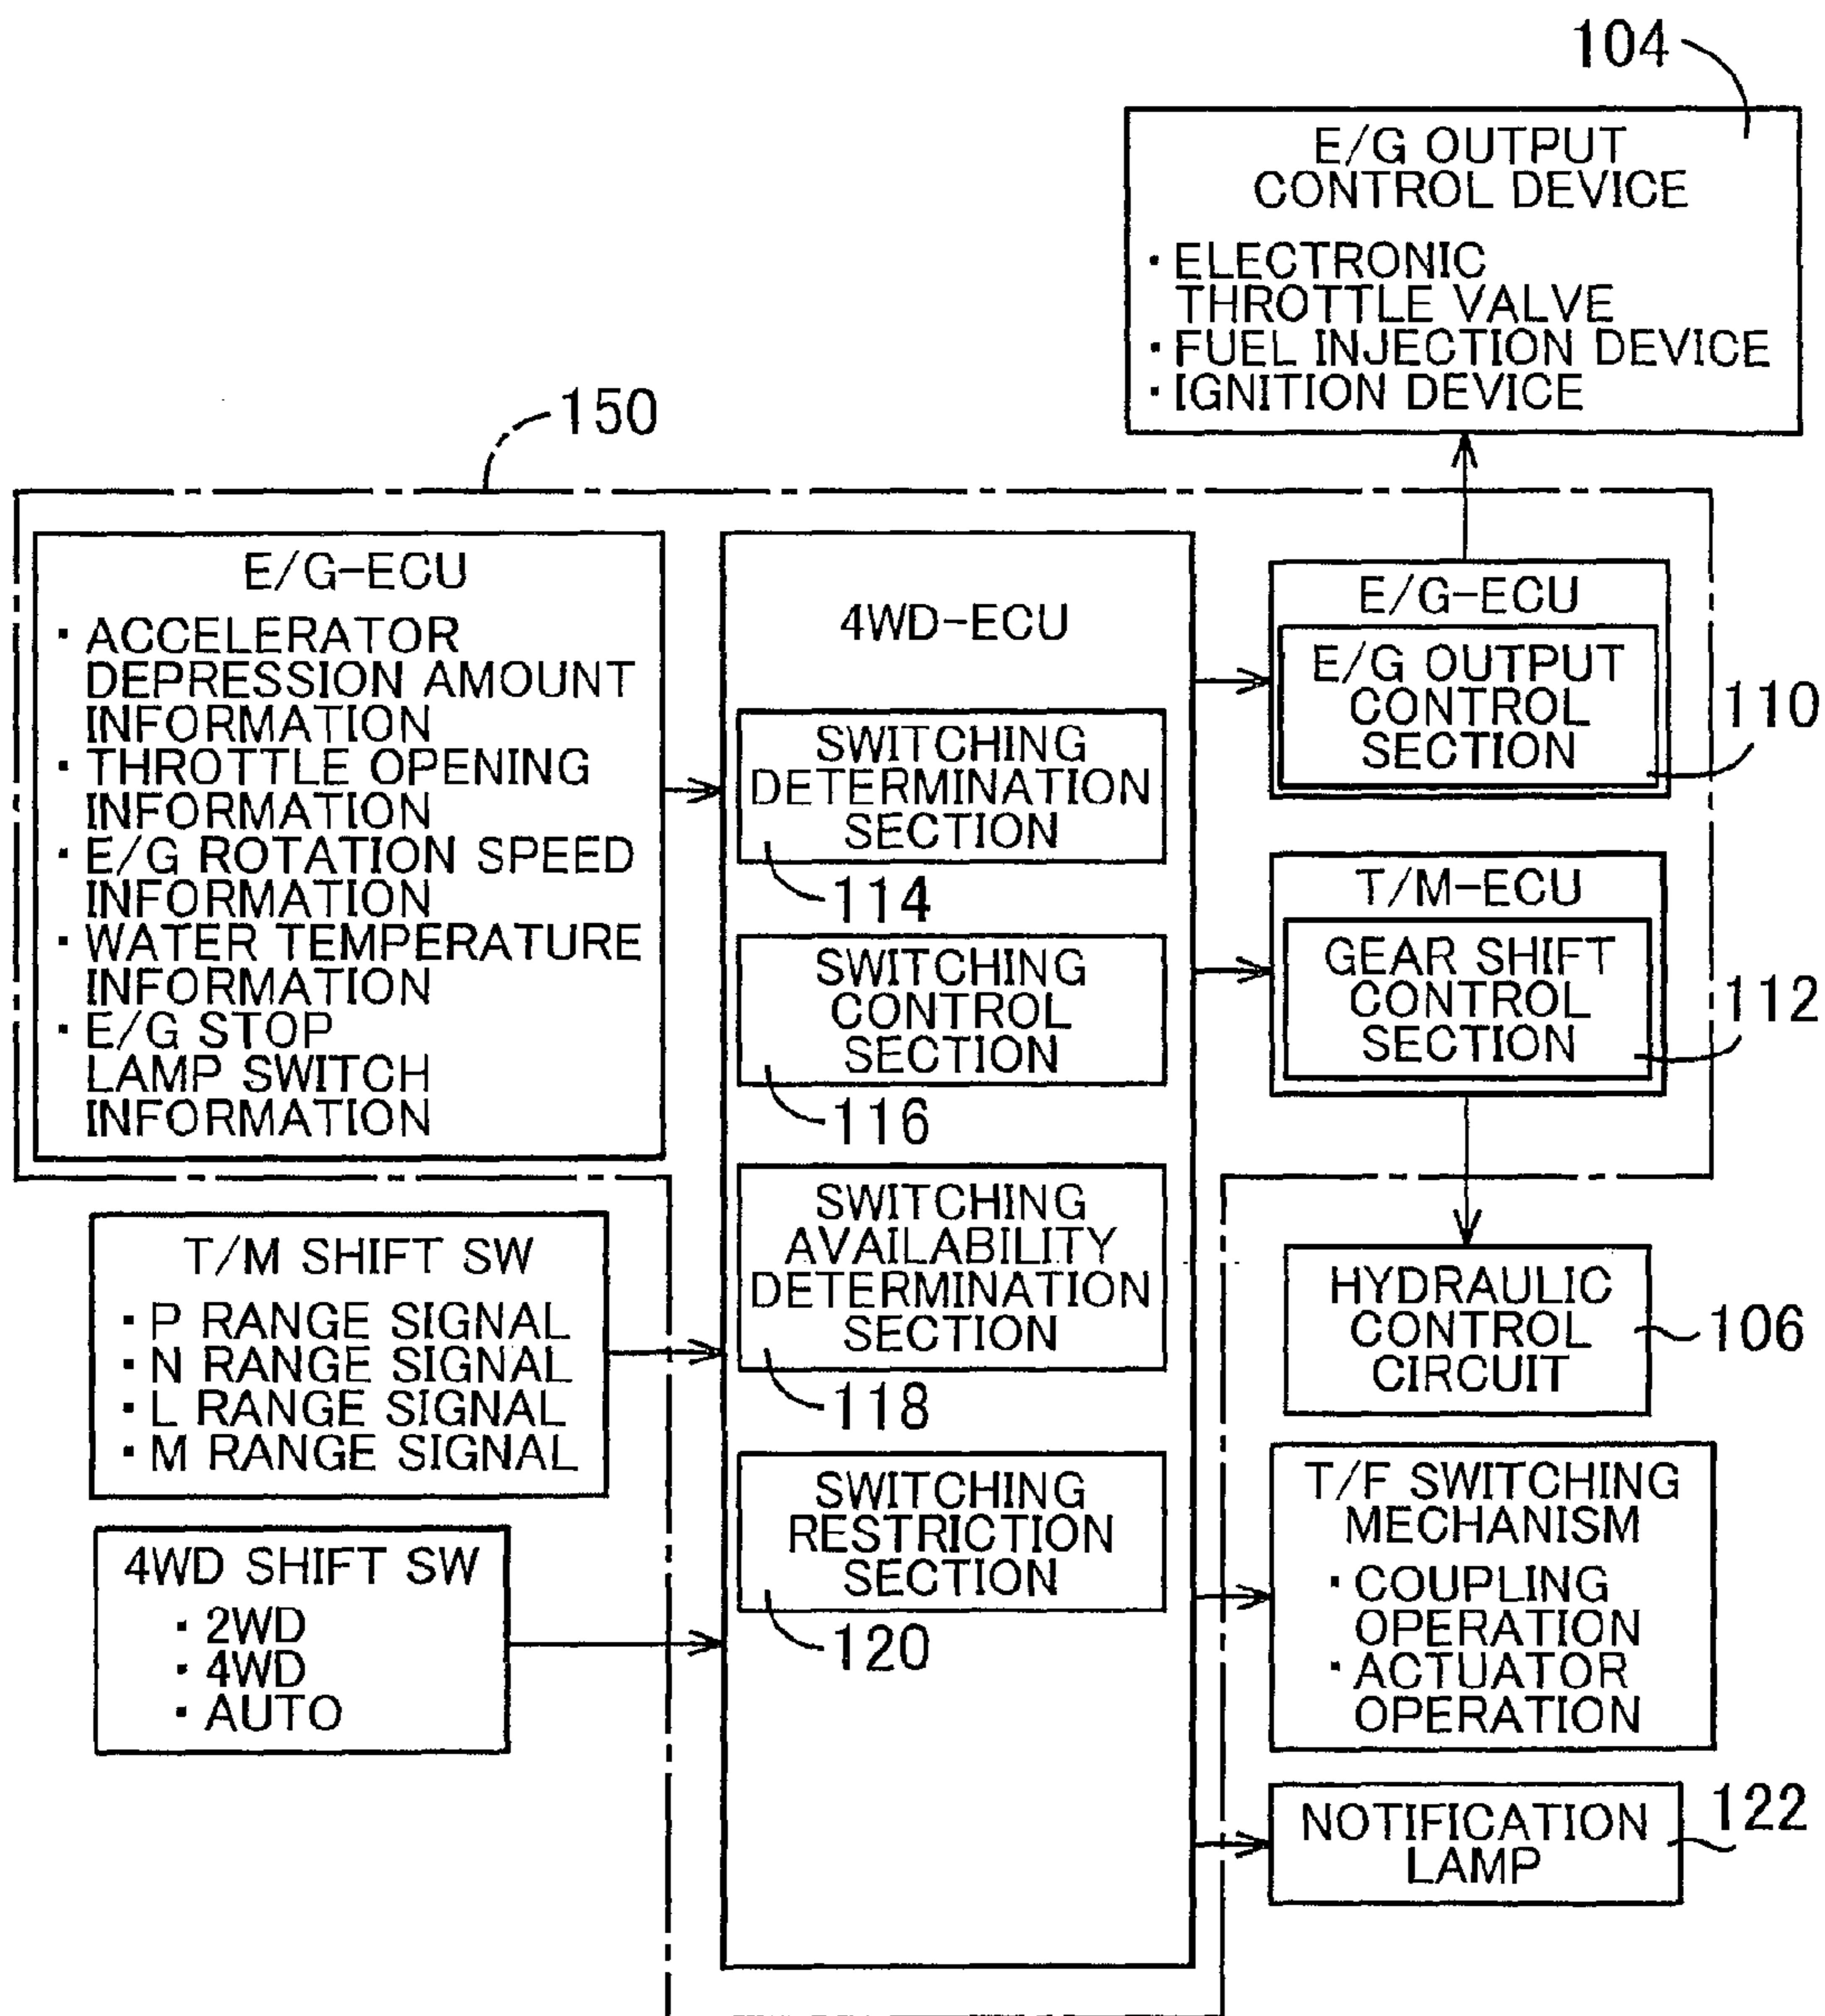 104
E/G OUTPUT
CONTROL DEVICE
・ELECTRONIC
THROTTLE VALVE
・FUEL INJECTION DEVICE
・IGNITION DEVICE
150
E/G-ECU
・ACCELERATOR
DEPRESSION AMOUNT
INFORMATION
・THROTTLE OPENING
INFORMATION
・E/G ROTATION SPEED
INFORMATION
・WATER TEMPERATURE
INFORMATION
・E/G STOP
LAMP SWITCH
INFORMATION
T/M SHIFT SW
・P RANGE SIGNAL
・N RANGE SIGNAL
・L RANGE SIGNAL
・M RANGE SIGNAL
4WD SHIFT SW
・2WD
・4WD
・AUTO
4WD-ECU
SWITCHING
DETERMINATION
SECTION
114
SWITCHING
CONTROL
SECTION
116
SWITCHING
AVAILABILITY
DETERMINATION
SECTION
118
SWITCHING
RESTRICTION
SECTION
120
E/G-ECU
E/G OUTPUT
CONTROL
SECTION
110
T/M-ECU
GEAR SHIFT
CONTROL
SECTION
112
HYDRAULIC
CONTROL
CIRCUIT
106
T/F SWITCHING
MECHANISM
・COUPLING
OPERATION
・ACTUATOR
OPERATION
NOTIFICATION
LAMP
122